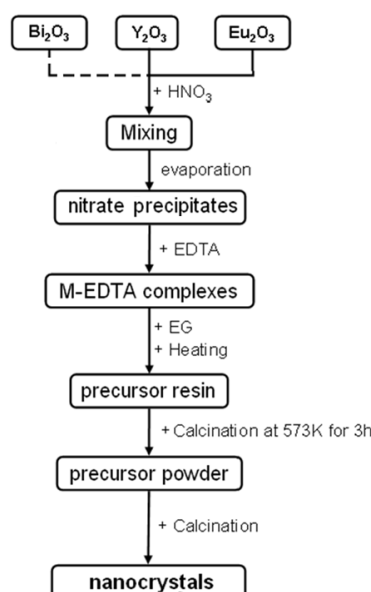 Bi₂O₃ Y₂O₃ Eu₂O₃
+ HNO₃
Mixing
evaporation
nitrate precipitates
+ EDTA
M-EDTA complexes
+ EG
+ Heating
precursor resin
+Calcination at 573K for 3h
precursor powder
+ Calcination
nanocrystals